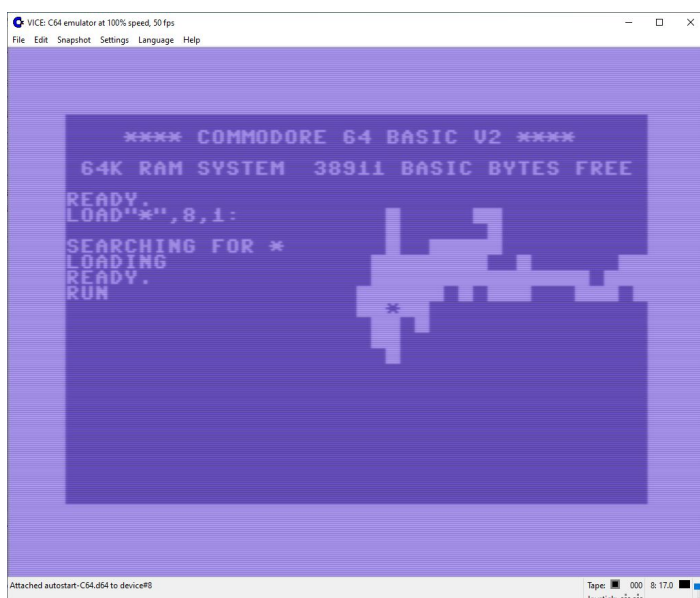 VICE: C64 emulator at 100% speed, 50 fps
File Edit Snapshot Settings Language Help
**** COMMODORE 64 BASIC V2 ****
64K RAM SYSTEM 38911 BASIC BYTES FREE
READY.
LOAD"*",8,1:
SEARCHING FOR *
LOADING
READY.
RUN
*
Attached autostart-C64.d64 to device#8
Tape: 000 8: 17.0